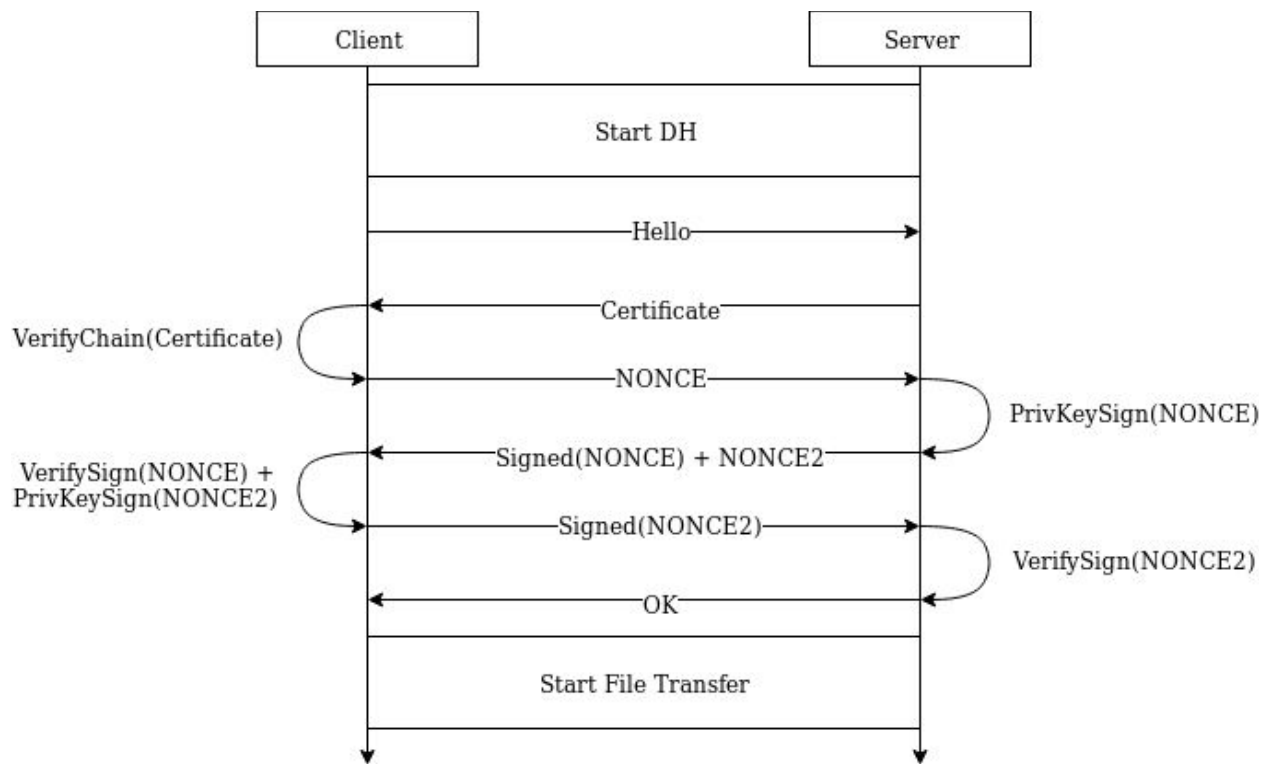 Client
Server
Start DH
Hello
Certificate
VerifyChain(Certificate)
NONCE
PrivKeySign(NONCE)
Signed(NONCE) + NONCE2
VerifySign(NONCE) +
PrivKeySign(NONCE2)
Signed(NONCE2)
VerifySign(NONCE2)
OK
Start File Transfer